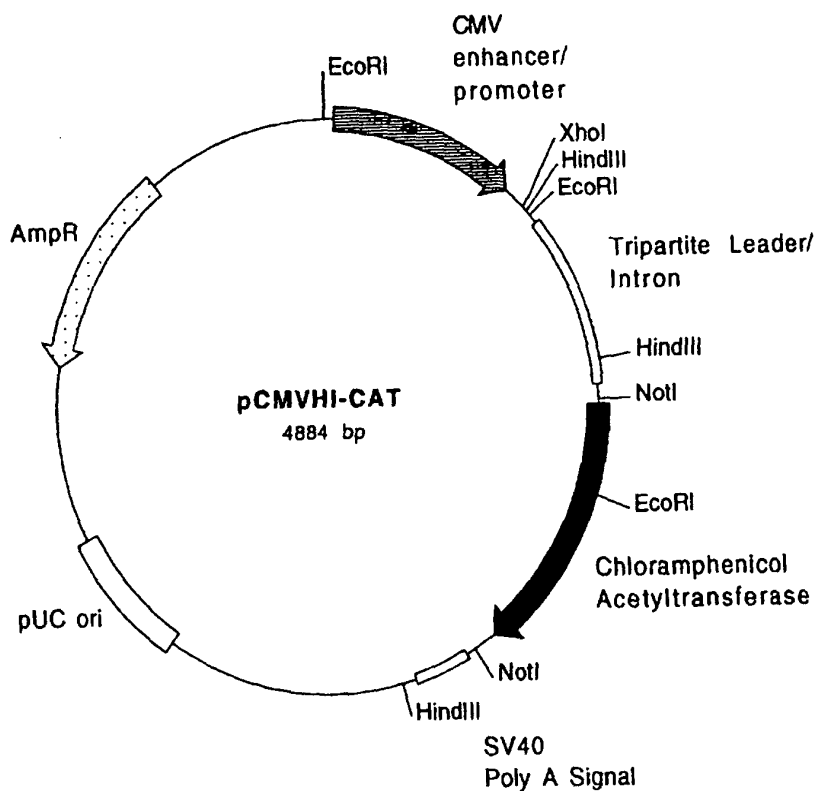 CMV
enhancer/
promoter
EcoRI
XhoI
HindIII
EcoRI
AmpR
Tripartite Leader/
Intron
HindIII
NotI
pCMVHI-CAT
4884 bp
EcoRI
Chloramphenicol
Acetyltransferase
pUC ori
NotI
HindIII
SV40
Poly A Signal